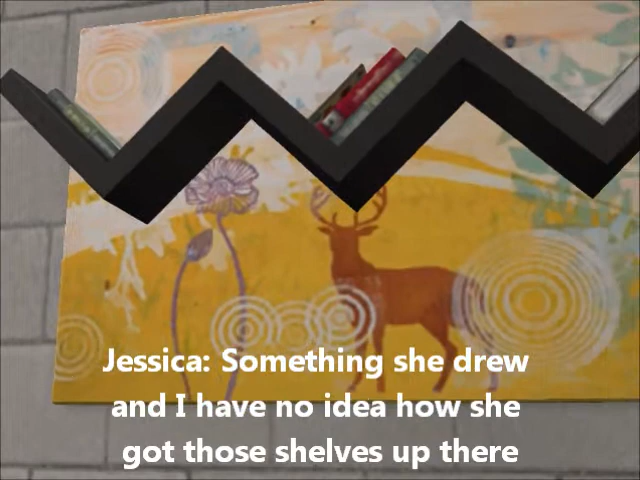 Jessica: Something she drew
and I have no idea how she
got those shelves up there